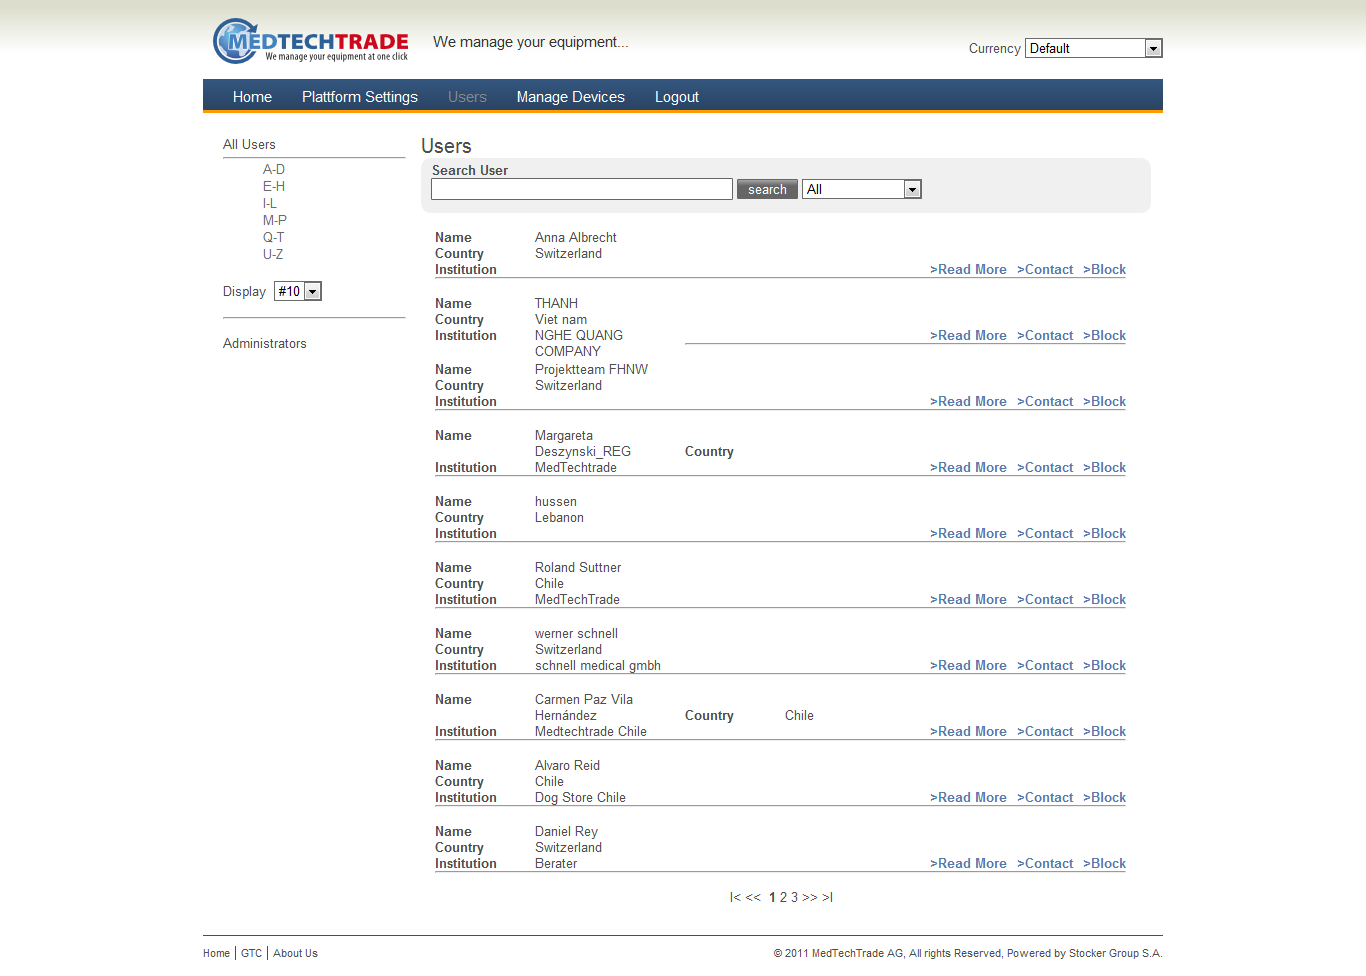 MEDTECHTRADE
We manage your equipment at one click
We manage your equipment...
Currency Default
Home Plattform Settings Users Manage Devices Logout
All Users
A-D
E-H
I-L
M-P
Q-T
U-Z
Display #10
Administrators
Users
Search User
search All
Name Anna Albrecht
Country Switzerland
Institution >Read More >Contact >Block
Name THANH
Country Viet nam
Institution NGHE QUANG >Read More >Contact >Block
COMPANY
Name Projektteam FHNW
Country Switzerland
Institution >Read More >Contact >Block
Name Margareta
Deszynski_REG Country
Institution MedTechtrade >Read More >Contact >Block
Name hussen
Country Lebanon
Institution >Read More >Contact >Block
Name Roland Suttner
Country Chile
Institution MedTechTrade >Read More >Contact >Block
Name werner schnell
Country Switzerland
Institution schnell medical gmbh >Read More >Contact >Block
Name Carmen Paz Vila
Hernández Country Chile
Institution Medtechtrade Chile >Read More >Contact >Block
Name Alvaro Reid
Country Chile
Institution Dog Store Chile >Read More >Contact >Block
Name Daniel Rey
Country Switzerland
Institution Berater >Read More >Contact >Block
|< << 1 2 3 >> >|
Home | GTC | About Us
© 2011 MedTechTrade AG, All rights Reserved, Powered by Stocker Group S.A.